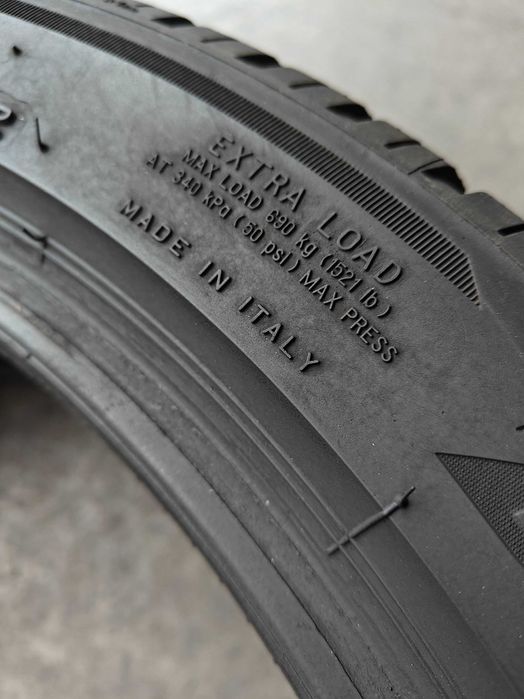 EXTRA LOAD
MAX LOAD 690 kg (1521 lb)
AT 340 kPa (50 psi) MAX PRESS
MADE IN ITALY